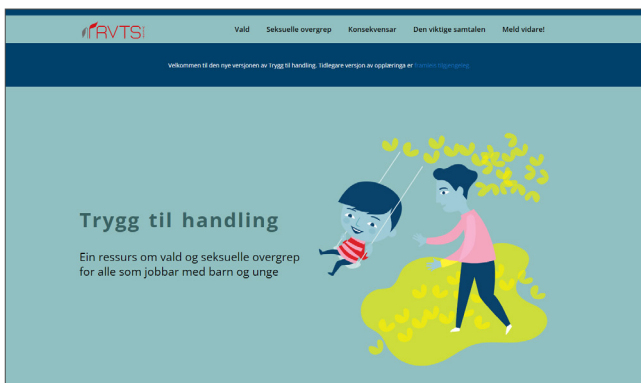 RVTS
Vald Seksuelle overgrep Konsekvensar Den viktige samtalen Meld vidare!
Velkommen til den nye versjonen av Trygg til handling. Tidlegare versjon av opplæringa er framleis tilgjengeleg.
Trygg til handling
Ein ressurs om vald og seksuelle overgrep
for alle som jobbar med barn og unge